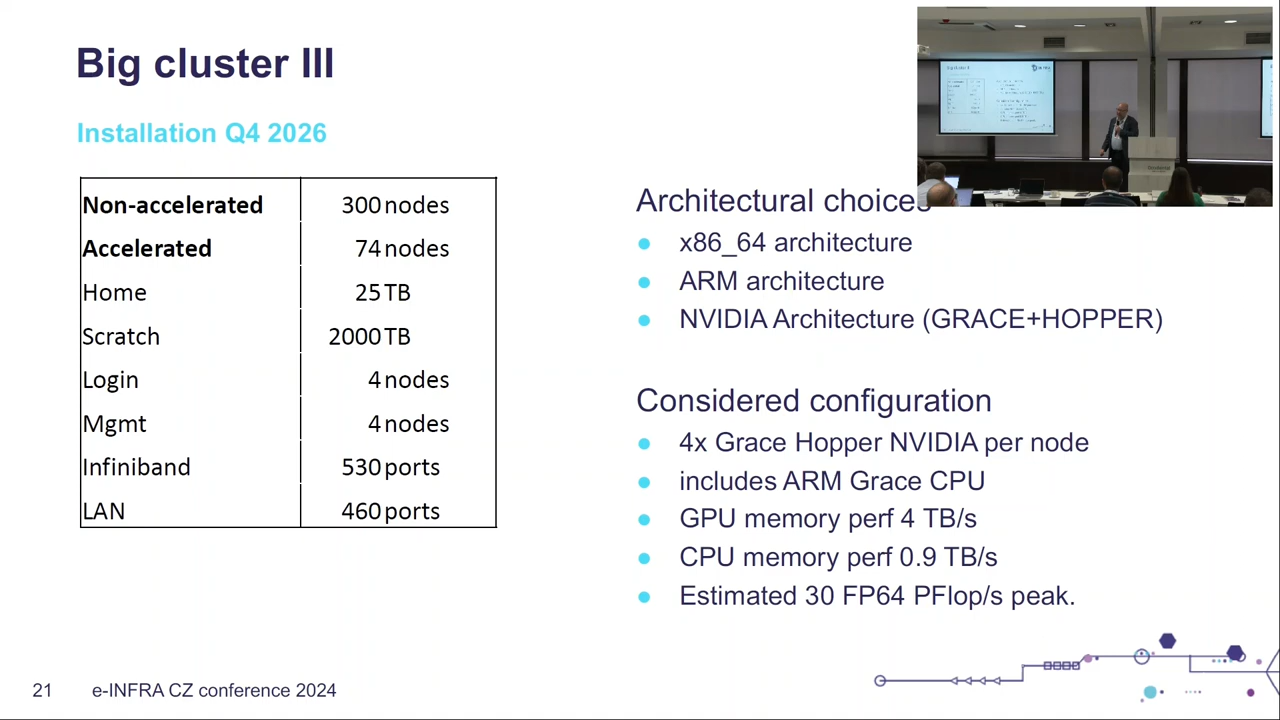 Big cluster III
Installation Q4 2026
Non-accelerated 300 nodes
Accelerated 74 nodes
Home 25 TB
Scratch 2000 TB
Login 4 nodes
Mgmt 4 nodes
Infiniband 530 ports
LAN 460 ports
Architectural choices
x86_64 architecture
ARM architecture
NVIDIA Architecture (GRACE+HOPPER)
Considered configuration
4x Grace Hopper NVIDIA per node
includes ARM Grace CPU
GPU memory perf 4 TB/s
CPU memory perf 0.9 TB/s
Estimated 30 FP64 PFlop/s peak.
21 e-INFRA CZ conference 2024